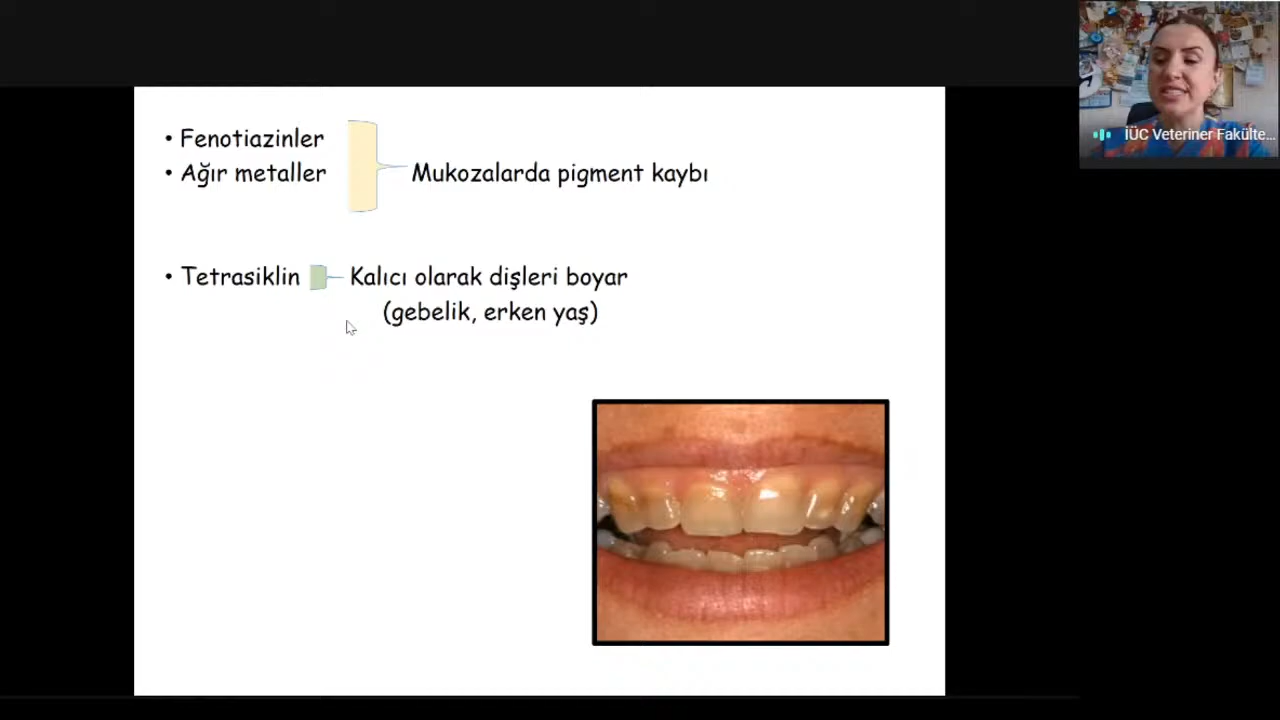 • Fenotiazinler
• Ağır metaller
Mukozalarda pigment kaybı
• Tetrasiklin
Kalıcı olarak dişleri boyar
(gebelik, erken yaş)
İÜC Veteriner Fakülte...